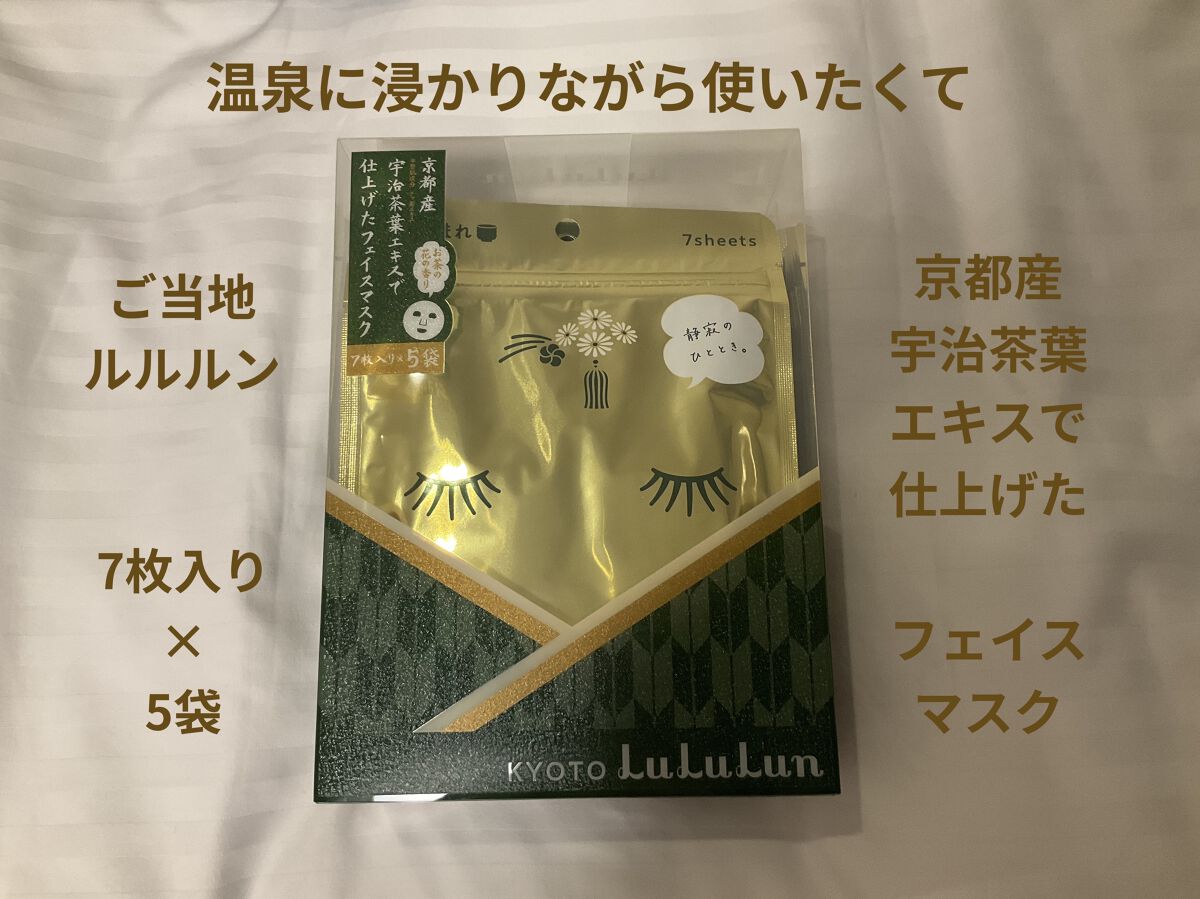 温泉に浸かりながら使いたくて
ご当地
ルルルン
7枚入り
×
5袋
京都産
宇治茶葉
エキスで
仕上げた
フェイス
マスク
京都産
宇治茶葉エキスで
仕上げたフェイスマスク
お茶の
花の香り
7枚入り×5袋
まれ
7sheets
静寂の
ひととき。
KYOTO LuLuLun